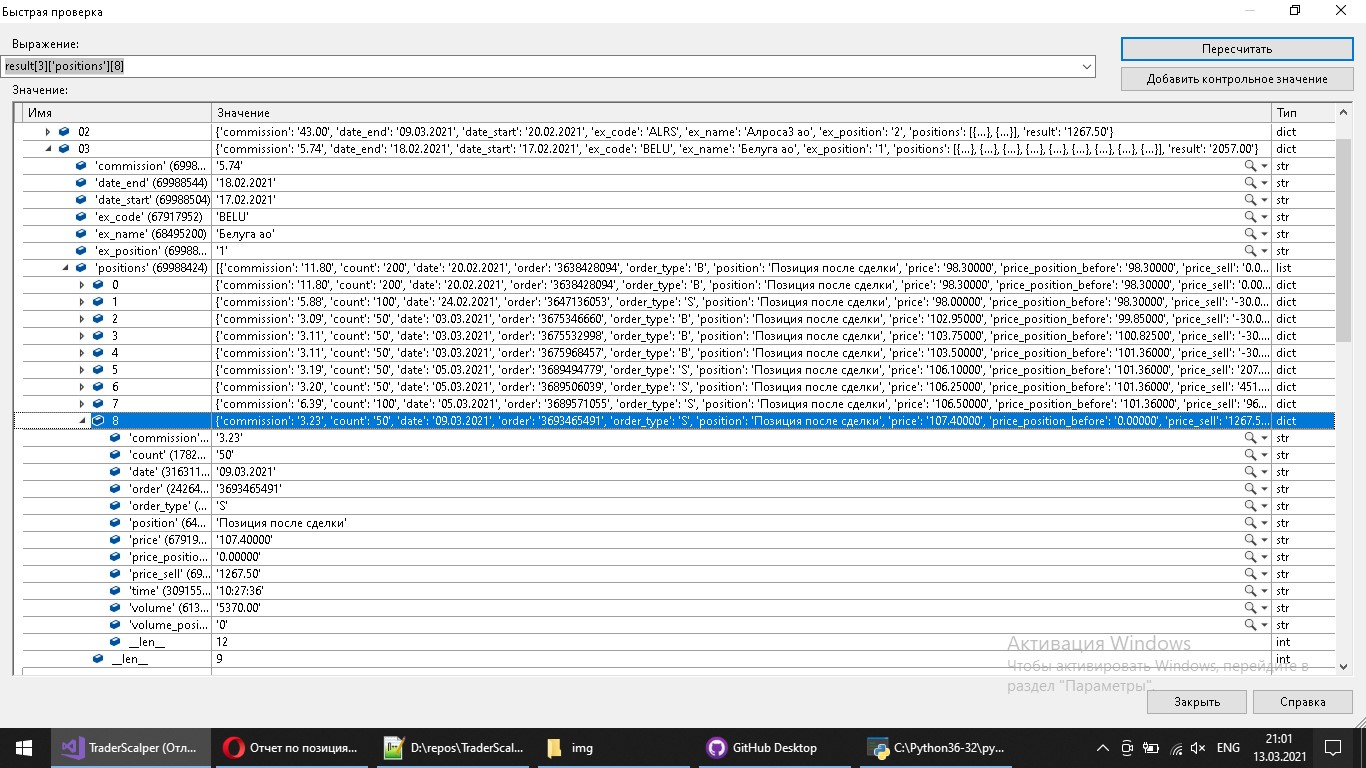 Быстрая проверка
Выражение:
Пересчитать
result[3]['positions'][8]
Добавить контрольное значение
Значение:
Имя Значение Тип
02 {'commission': '43.00', 'date_end': '09.03.2021', 'date_start': '20.02.2021', 'ex_code': 'ALRS', 'ex_name': 'Алроса3 ао', 'ex_position': '2', 'positions': [{...}, {...}], 'result': '1267.50'} dict
03 {'commission': '5.74', 'date_end': '18.02.2021', 'date_start': '17.02.2021', 'ex_code': 'BELU', 'ex_name': 'Белуга ао', 'ex_position': '1', 'positions': [{...}, {...}, {...}, {...}, {...}, {...}, {...}, {...}, {...}], 'result': '2057.00'} dict
'commission' (6998... '5.74' str
'date_end' (69988544) '18.02.2021' str
'date_start' (69988504) '17.02.2021' str
'ex_code' (67917952) 'BELU' str
'ex_name' (68495200) 'Белуга ао' str
'ex_position' (69988... '1' str
'positions' (69988424) [{'commission': '11.80', 'count': '200', 'date': '20.02.2021', 'order': '3638428094', 'order_type': 'B', 'position': 'Позиция после сделки', 'price': '98.30000', 'price_position_before': '98.30000', 'price_sell': '0.0... list
0 {'commission': '11.80', 'count': '200', 'date': '20.02.2021', 'order': '3638428094', 'order_type': 'B', 'position': 'Позиция после сделки', 'price': '98.30000', 'price_position_before': '98.30000', 'price_sell': '0.00... dict
1 {'commission': '5.88', 'count': '100', 'date': '24.02.2021', 'order': '3647136053', 'order_type': 'S', 'position': 'Позиция после сделки', 'price': '98.00000', 'price_position_before': '98.30000', 'price_sell': '-30.0... dict
2 {'commission': '3.09', 'count': '50', 'date': '03.03.2021', 'order': '3675346660', 'order_type': 'B', 'position': 'Позиция после сделки', 'price': '102.95000', 'price_position_before': '99.85000', 'price_sell': '-30.0... dict
3 {'commission': '3.11', 'count': '50', 'date': '03.03.2021', 'order': '3675532998', 'order_type': 'B', 'position': 'Позиция после сделки', 'price': '103.75000', 'price_position_before': '100.82500', 'price_sell': '-30... dict
4 {'commission': '3.11', 'count': '50', 'date': '03.03.2021', 'order': '3675968457', 'order_type': 'B', 'position': 'Позиция после сделки', 'price': '103.50000', 'price_position_before': '101.36000', 'price_sell': '-30... dict
5 {'commission': '3.19', 'count': '50', 'date': '05.03.2021', 'order': '3689494779', 'order_type': 'S', 'position': 'Позиция после сделки', 'price': '106.10000', 'price_position_before': '101.36000', 'price_sell': '207... dict
6 {'commission': '3.20', 'count': '50', 'date': '05.03.2021', 'order': '3689506039', 'order_type': 'S', 'position': 'Позиция после сделки', 'price': '106.25000', 'price_position_before': '101.36000', 'price_sell': '451... dict
7 {'commission': '6.39', 'count': '100', 'date': '05.03.2021', 'order': '3689571055', 'order_type': 'S', 'position': 'Позиция после сделки', 'price': '106.50000', 'price_position_before': '101.36000', 'price_sell': '96... dict
8 {'commission': '3.23', 'count': '50', 'date': '09.03.2021', 'order': '3693465491', 'order_type': 'S', 'position': 'Позиция после сделки', 'price': '107.40000', 'price_position_before': '0.00000', 'price_sell': '1267.5... dict
'commission'... '3.23' str
'count' (1782... '50' str
'date' (316311... '09.03.2021' str
'order' (24264... '3693465491' str
'order_type' (... 'S' str
'position' (64... 'Позиция после сделки' str
'price' (67919... '107.40000' str
'price_positio... '0.00000' str
'price_sell' (69... '1267.50' str
'time' (309155... '10:27:36' str
'volume' (613... '5370.00' str
'volume_posi... '0' str
__len__ 12 int
__len__ 9 int
Активация Windows
Чтобы активировать Windows, перейдите в
раздел "Параметры".
Закрыть Справка
TraderScalper (Отл... Отчет по позиция... D:\repos\TraderScal... img GitHub Desktop C:\Python36-32\py... ENG 21:01
13.03.2021